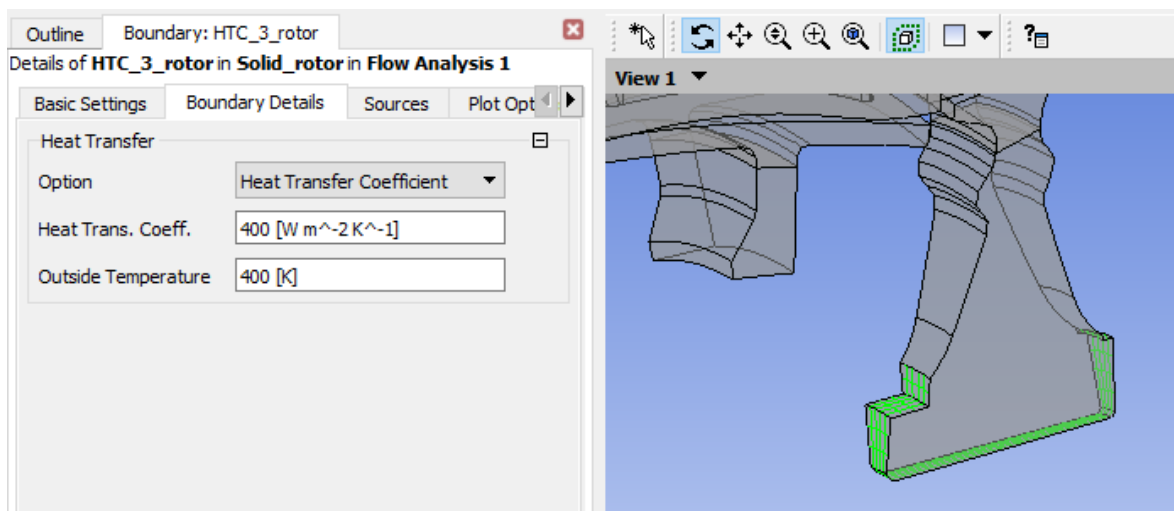 Outline
Boundary: HTC_3_rotor
Details of HTC_3_rotor in Solid_rotor in Flow Analysis 1
Basic Settings
Boundary Details
Sources
Plot Opt
Heat Transfer
Option
Heat Transfer Coefficient
Heat Trans. Coeff.
400 [W m^-2 K^-1]
Outside Temperature
400 [K]
View 1